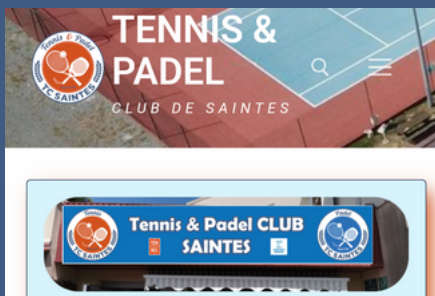 TENNIS &
PADEL
CLUB DE SAINTES
Tennis & Padel
TC SAINTES
Tennis & Padel CLUB
SAINTES
Tennis
TC SAINTES
Padel
TC SAINTES